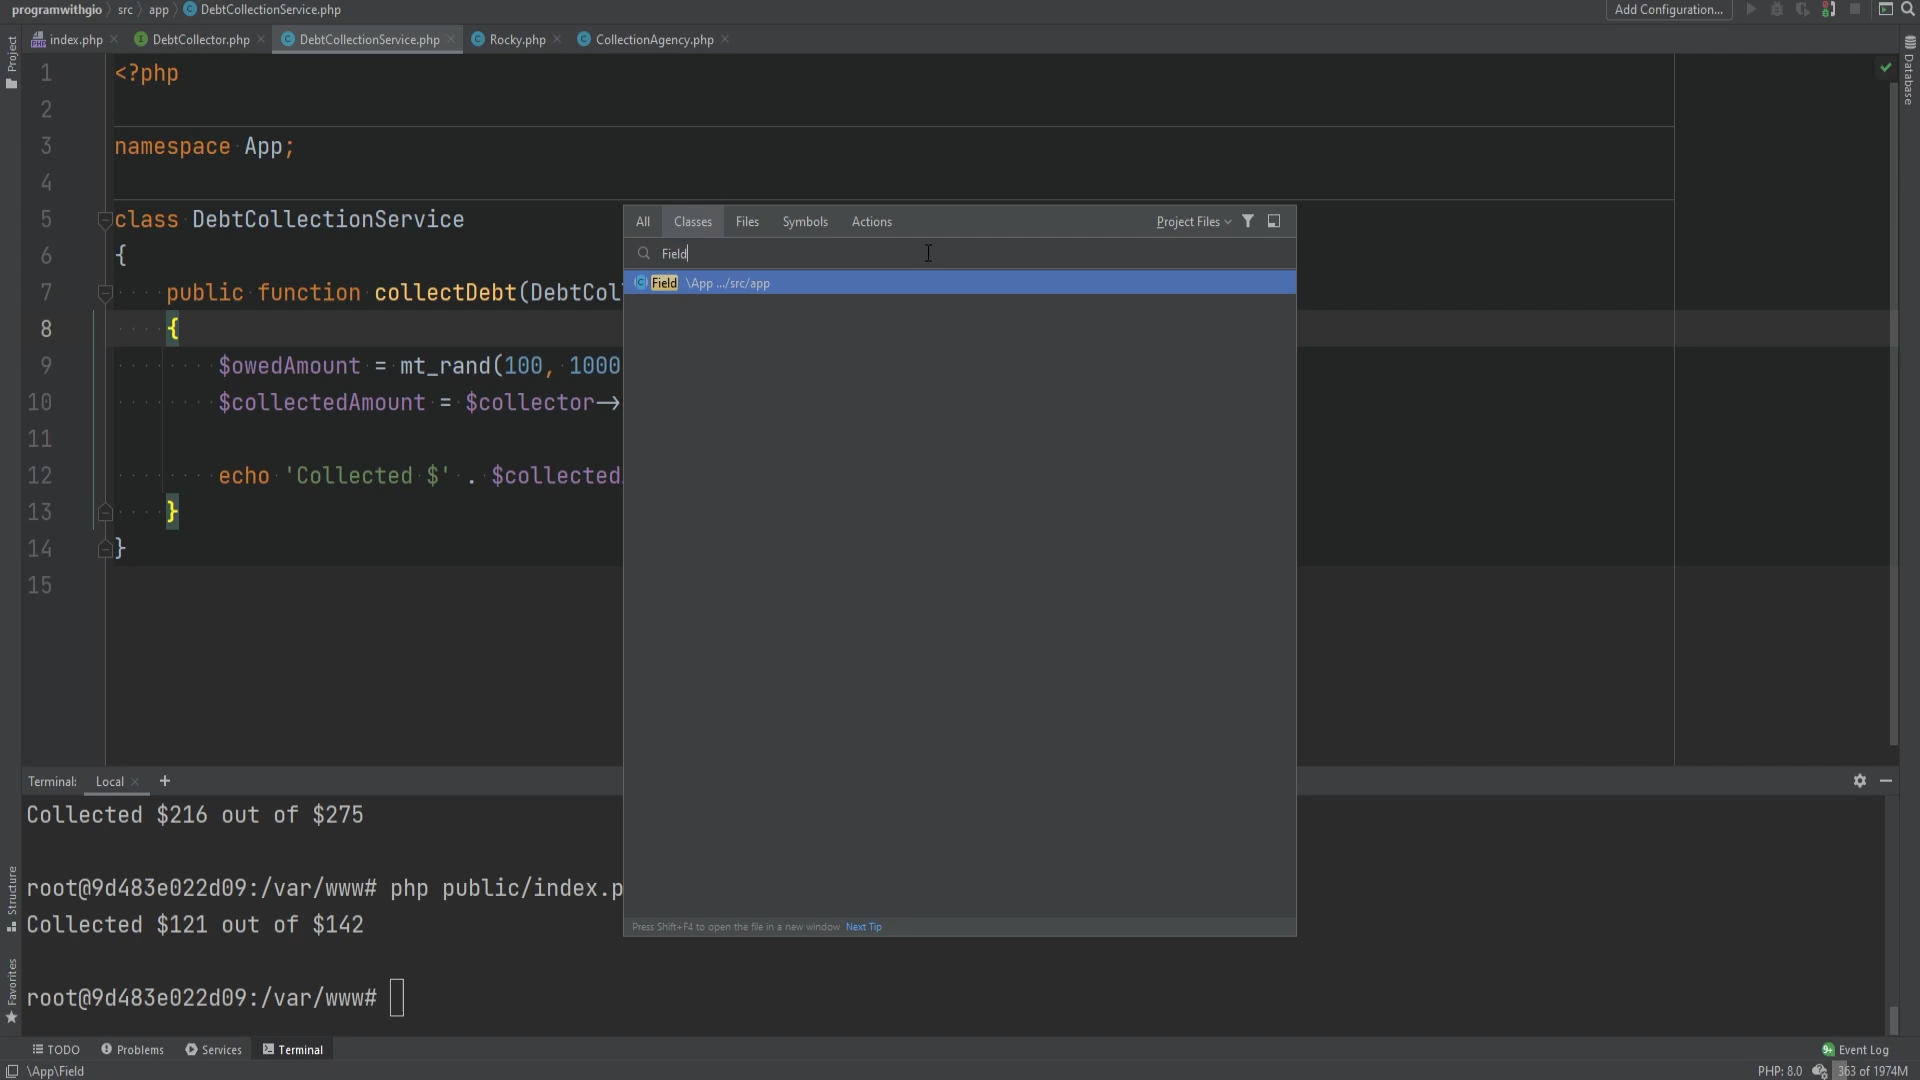 programwithgio src app DebtCollectionService.php Add Configuration...
index.php DebtCollector.php DebtCollectionService.php Rocky.php CollectionAgency.php
Project
Database
1 <?php
2
3 namespace App;
4
5 class DebtCollectionService
6 {
7 public function collectDebt(DebtCol
8 {
9 $owedAmount = mt_rand(100, 1000
10 $collectedAmount = $collector->
11
12 echo 'Collected $' . $collected
13 }
14 }
15
All Classes Files Symbols Actions Project Files
Field
Field \App .../src/app
Press Shift+F4 to open the file in a new window Next Tip
Terminal: Local +
Collected $216 out of $275
root@9d483e022d09:/var/www# php public/index.p
Collected $121 out of $142
root@9d483e022d09:/var/www#
Structure
Favorites
TODO Problems Services Terminal 9+ Event Log
\App\Field PHP: 8.0 363 of 1974M